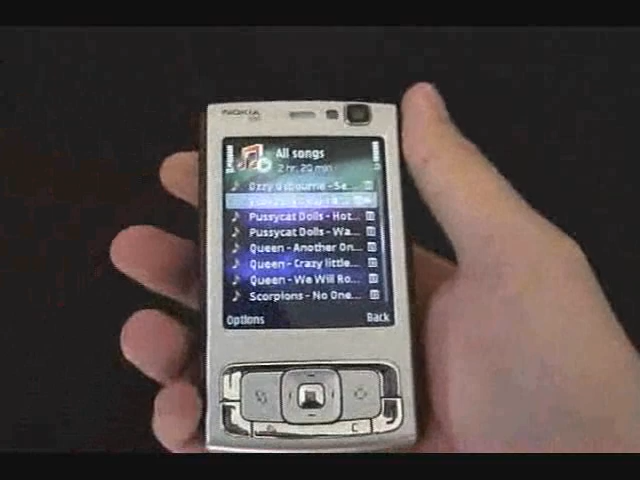 NOKIA
All songs
2 hr, 20 min
Ozzy Osbourne - Se...
Pussycat Dolls - Hot...
Pussycat Dolls - Wa...
Queen - Another On...
Queen - Crazy little...
Queen - We Will Ro...
Scorpions - No One...
Options Back
C